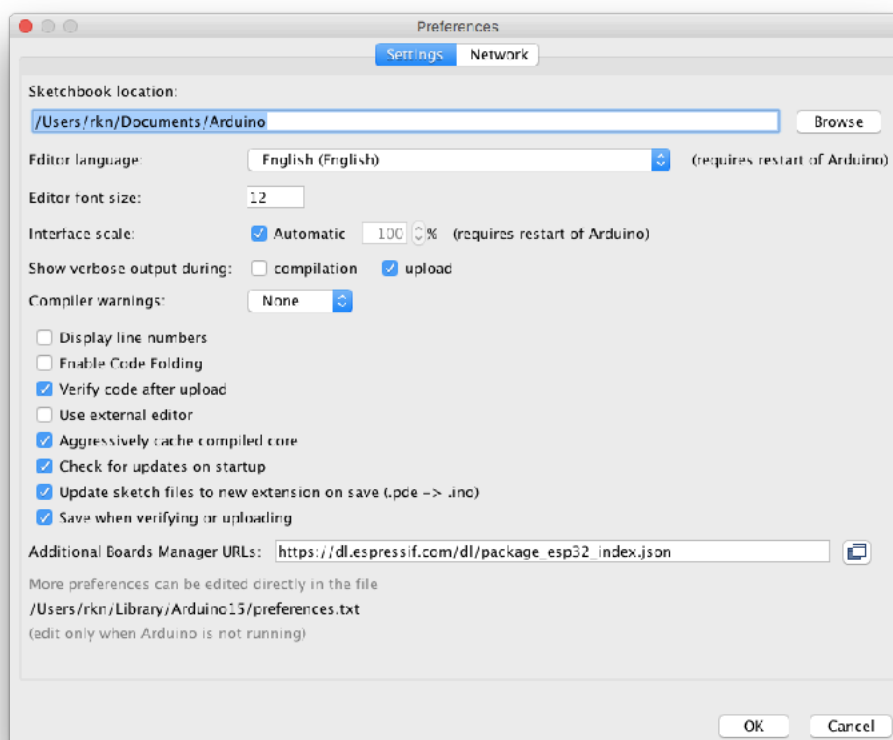 Preferences
Settings Network
Sketchbook location:
/Users/rkn/Documents/Arduino Browse
Editor language: English (English) (requires restart of Arduino)
Editor font size: 12
Interface scale: Automatic 100 % (requires restart of Arduino)
Show verbose output during: compilation upload
Compiler warnings: None
Display line numbers
Enable Code Folding
Verify code after upload
Use external editor
Aggressively cache compiled core
Check for updates on startup
Update sketch files to new extension on save (.pde -> .ino)
Save when verifying or uploading
Additional Boards Manager URLs: https://dl.espressif.com/dl/package_esp32_index.json
More preferences can be edited directly in the file
/Users/rkn/Library/Arduino15/preferences.txt
(edit only when Arduino is not running)
OK Cancel